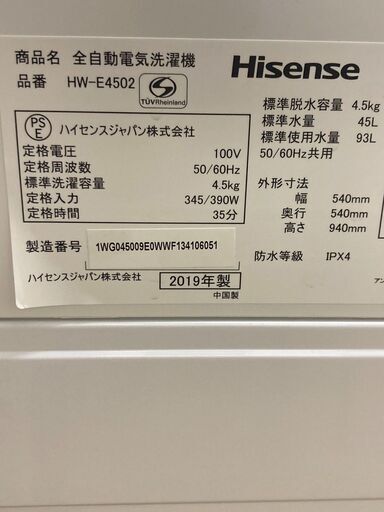 商品名 全自動電気洗濯機
品番 HW-E4502
TÜVRheinland
Hisense
PS
E
ハイセンスジャパン株式会社
定格電圧 100V
定格周波数 50/60Hz
標準洗濯容量 4.5kg
定格入力 345/390W
定格時間 35分
標準脱水容量 4.5kg
標準水量 45L
標準使用水量 93L
50/60Hz共用
外形寸法
幅 540mm
奥行 540mm
高さ 940mm
製造番号 1WG045009E0WWF134106051
防水等級 IPX4
ハイセンスジャパン株式会社
2019年製
中国製
アン